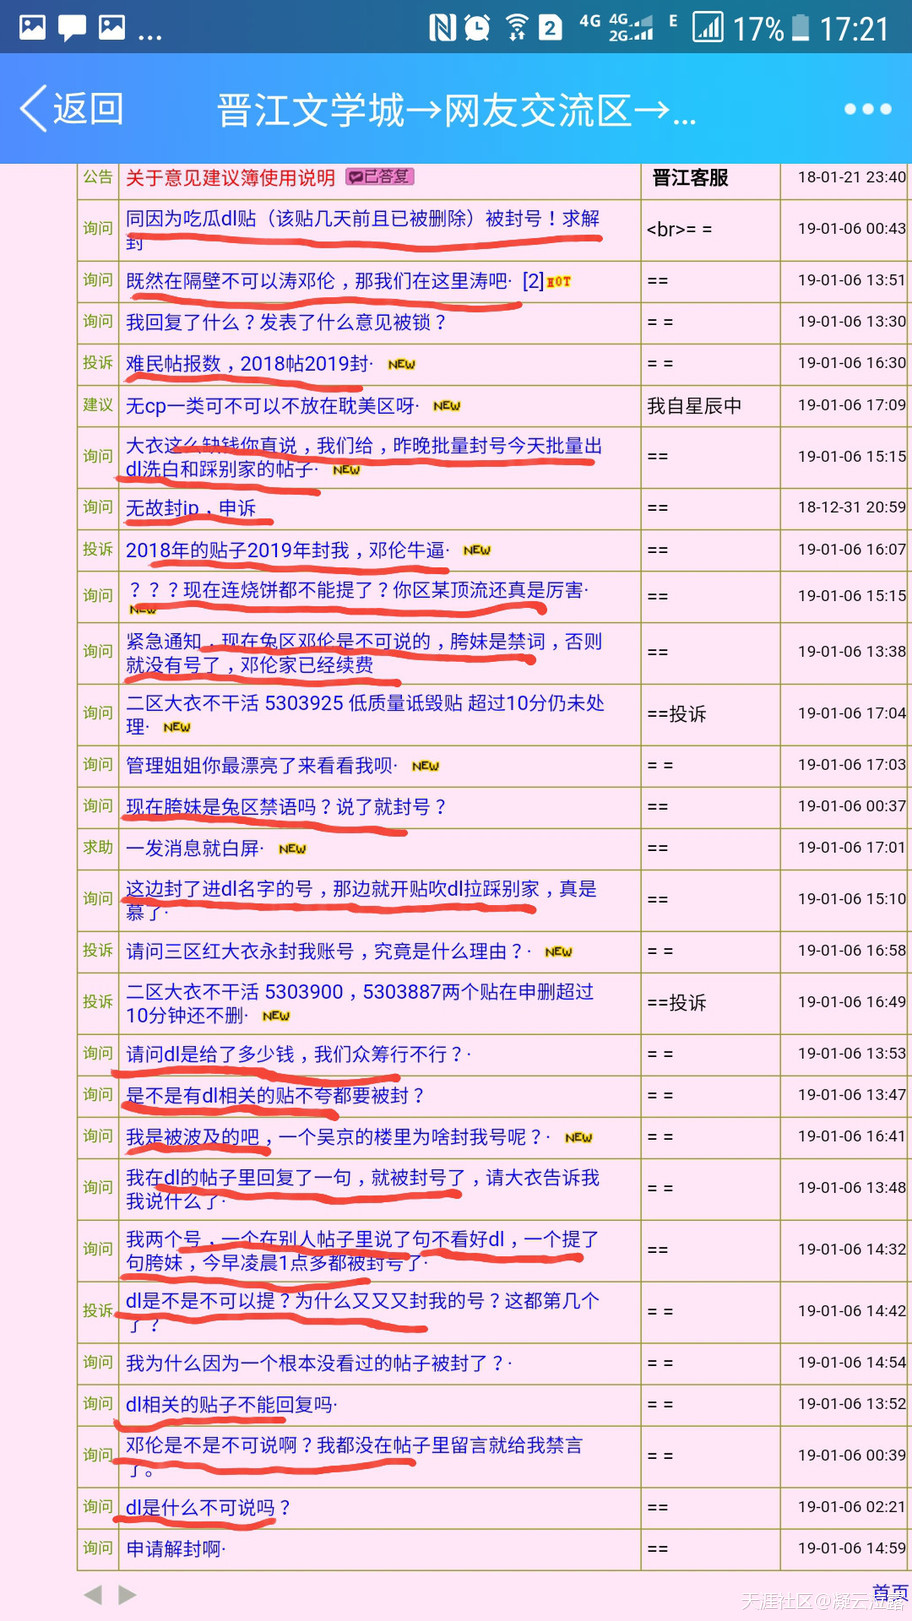 4G 4G 2G E 17% 17:21
2
返回 晋江文学城→网友交流区→...
公告 关于意见建议簿使用说明 已答复 晋江客服 18-01-21 23:40
询问 同因为吃瓜dl贴（该贴几天前且已被删除）被封号！求解
封 <br>= = 19-01-06 00:43
询问 既然在隔壁不可以涛邓伦，那我们在这里涛吧· [2] HOT == 19-01-06 13:51
询问 我回复了什么？发表了什么意见被锁？ = = 19-01-06 13:30
投诉 难民帖报数，2018帖2019封· NEW = = 19-01-06 16:30
建议 无cp一类可不可以不放在耽美区呀· NEW 我自星辰中 19-01-06 17:09
询问 大衣这么缺钱你直说，我们给，昨晚批量封号今天批量出
dl洗白和踩别家的帖子· NEW == 19-01-06 15:15
询问 无故封ip，申诉 == 18-12-31 20:59
投诉 2018年的贴子2019年封我，邓伦牛逼· NEW == 19-01-06 16:07
询问 ？？？现在连烧饼都不能提了？你区某顶流还真是厉害·
NEW == 19-01-06 15:15
询问 紧急通知，现在兔区邓伦是不可说的，胯妹是禁词，否则
就没有号了，邓伦家已经续费 == 19-01-06 13:38
询问 二区大衣不干活 5303925 低质量诋毁贴 超过10分仍未处
理· NEW ==投诉 19-01-06 17:04
询问 管理姐姐你最漂亮了来看看我呗· NEW = = 19-01-06 17:03
询问 现在胯妹是兔区禁语吗？说了就封号？ == 19-01-06 00:37
求助 一发消息就白屏· NEW == 19-01-06 17:01
询问 这边封了进dl名字的号，那边就开贴吹dl拉踩别家，真是
慕了· == 19-01-06 15:10
投诉 请问三区红大衣永封我账号，究竟是什么理由？· NEW = = 19-01-06 16:58
投诉 二区大衣不干活 5303900，5303887两个贴在申删超过
10分钟还不删· NEW ==投诉 19-01-06 16:49
询问 请问dl是给了多少钱，我们众筹行不行？· = = 19-01-06 13:53
询问 是不是有dl相关的贴不夸都要被封？ = = 19-01-06 13:47
询问 我是被波及的吧，一个吴京的楼里为啥封我号呢？· NEW = = 19-01-06 16:41
询问 我在dl的帖子里回复了一句，就被封号了，请大衣告诉我
我说什么了· = = 19-01-06 13:48
询问 我两个号，一个在别人帖子里说了句不看好dl，一个提了
句胯妹，今早凌晨1点多都被封号了· == 19-01-06 14:32
投诉 dl是不是不可以提？为什么又又又封我的号？这都第几个
了？ = = 19-01-06 14:42
询问 我为什么因为一个根本没看过的帖子被封了？· = = 19-01-06 14:54
询问 dl相关的贴子不能回复吗· = = 19-01-06 13:52
询问 邓伦是不是不可说啊？我都没在帖子里留言就给我禁言
了。 = = 19-01-06 00:39
询问 dl是什么不可说吗？ == 19-01-06 02:21
询问 申请解封啊· == 19-01-06 14:59
首页
天涯社区@凝云泣露